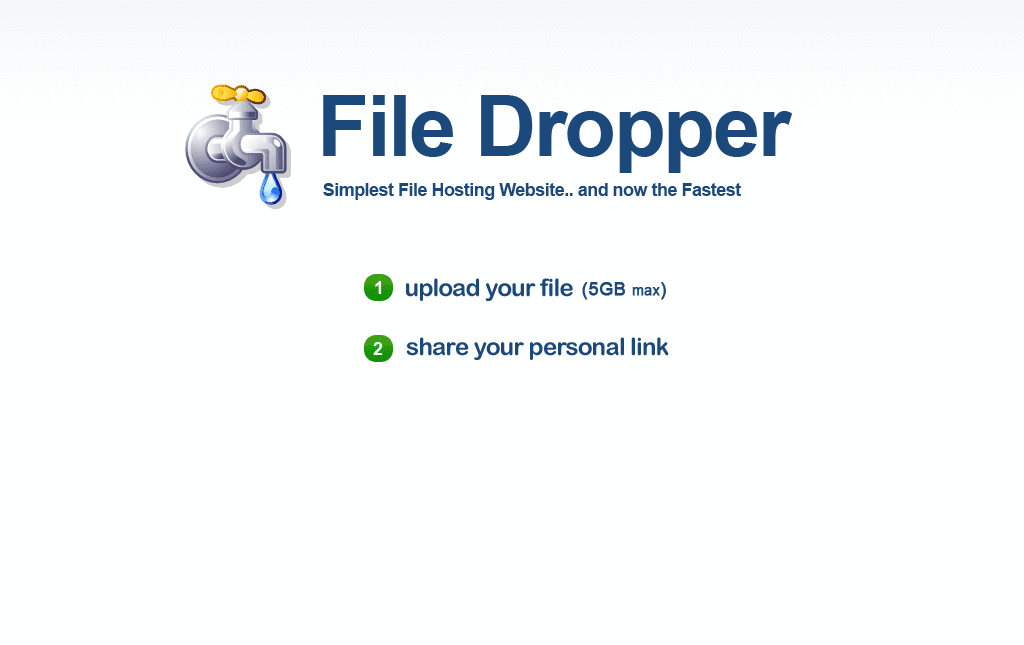 File Dropper
Simplest File Hosting Website.. and now the Fastest
1 upload your file (5GB max)
2 share your personal link